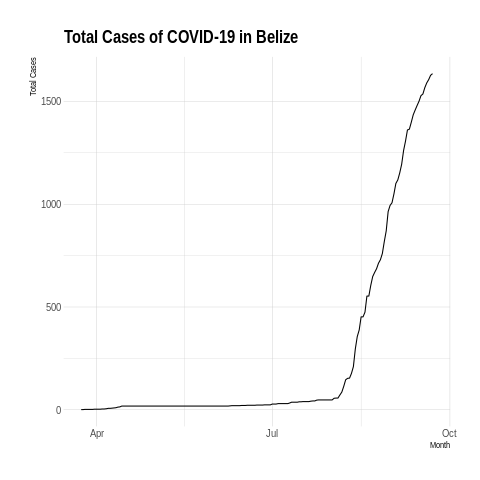 Total Cases of COVID-19 in Belize
Total Cases
1500
1000
500
0
Apr
Jul
Oct
Month